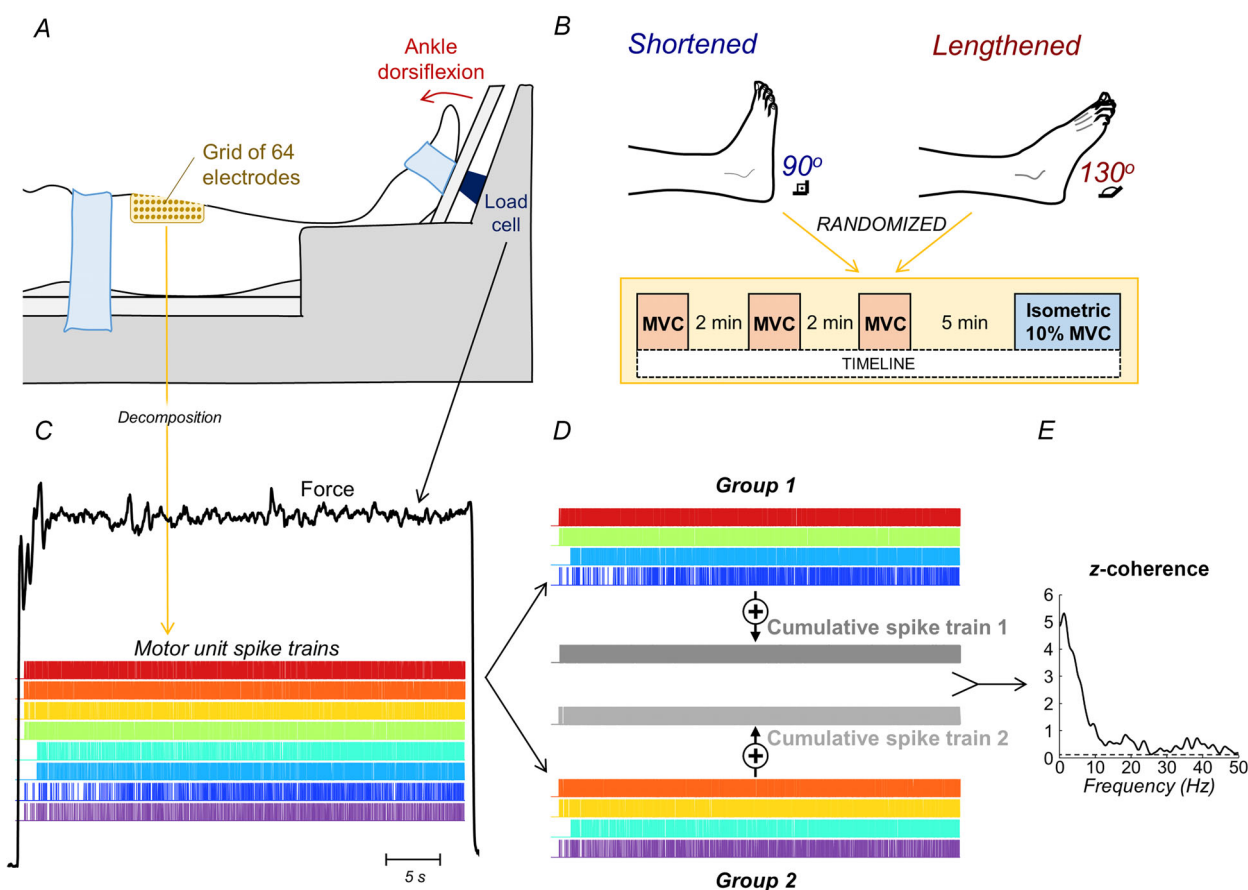 A
Ankle
dorsiflexion
Grid of 64
electrodes
Load
cell
B
Shortened
Lengthened
90º
130º
RANDOMIZED
MVC 2 min MVC 2 min MVC 5 min Isometric
10% MVC
TIMELINE
Decomposition
C
Force
Motor unit spike trains
5 s
D
Group 1
Cumulative spike train 1
Cumulative spike train 2
Group 2
E
z-coherence
6
5
4
3
2
1
0
0 10 20 30 40 50
Frequency (Hz)